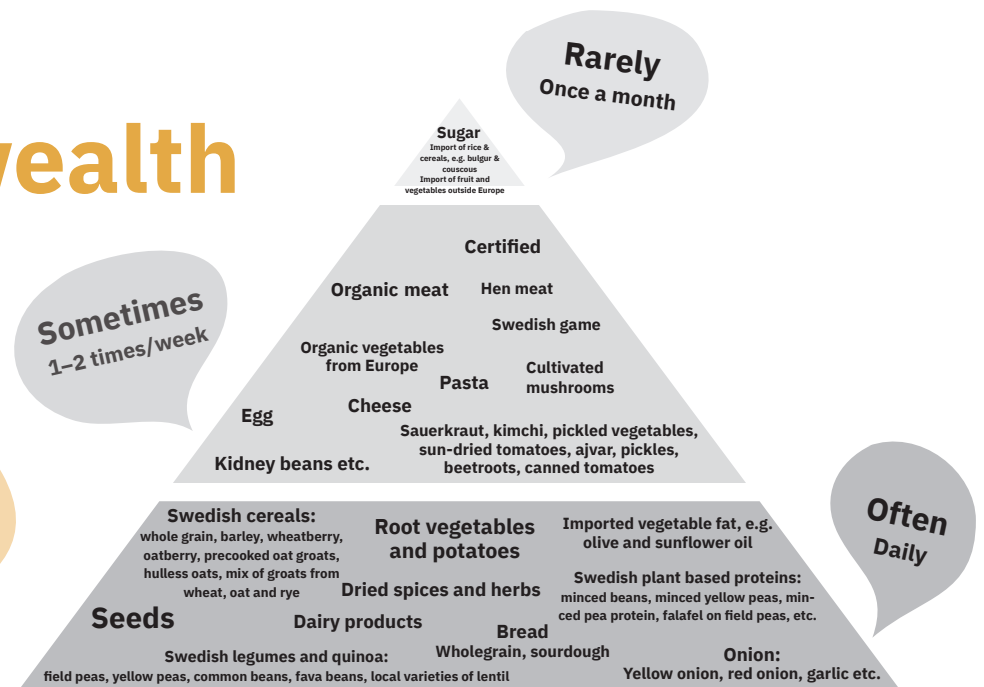 Rarely
Once a month
wealth
Sugar
Import of rice &
cereals, e.g. bulgur &
couscous
Import of fruit and
vegetables outside Europe
Sometimes
1–2 times/week
Certified
Organic meat
Hen meat
Swedish game
Organic vegetables
from Europe
Pasta
Cultivated
mushrooms
Egg
Cheese
Sauerkraut, kimchi, pickled vegetables,
sun-dried tomatoes, ajvar, pickles,
beetroots, canned tomatoes
Kidney beans etc.
Often
Daily
Swedish cereals:
whole grain, barley, wheatberry,
oatberry, precooked oat groats,
hulless oats, mix of groats from
wheat, oat and rye
Root vegetables
and potatoes
Imported vegetable fat, e.g.
olive and sunflower oil
Dried spices and herbs
Swedish plant based proteins:
minced beans, minced yellow peas, min-
ced pea protein, falafel on field peas, etc.
Seeds
Dairy products
Bread
Wholegrain, sourdough
Swedish legumes and quinoa:
field peas, yellow peas, common beans, fava beans, local varieties of lentil
Onion:
Yellow onion, red onion, garlic etc.